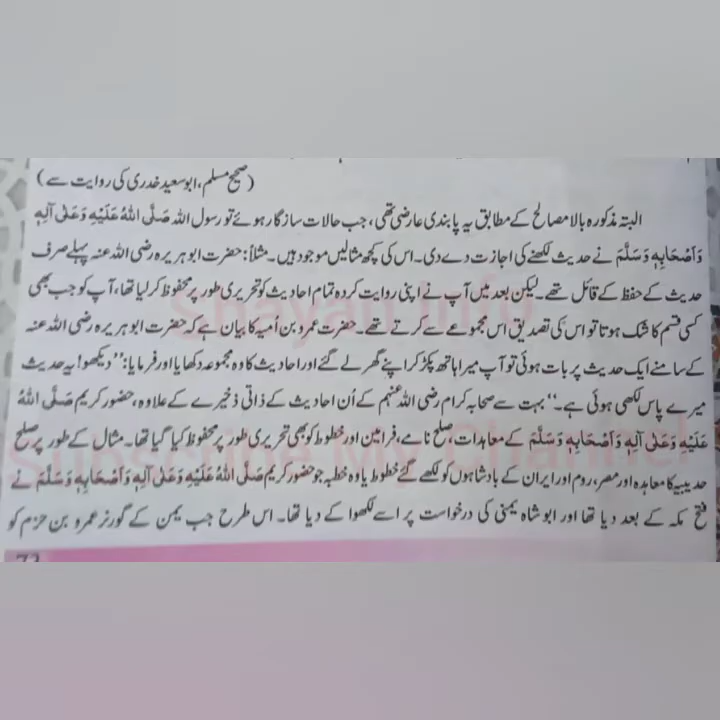 (صحیح مسلم، ابوسعید خدری کی روایت سے)
البتہ مذکورہ بالا مصالح کے مطابق یہ پابندی عارضی تھی، جب حالات سازگار ہوئے تو رسول اللہ صَلَّی اللہُ عَلَیْہِ وَعَلٰی آلِہٖ
وَاَصْحَابِہٖ وَسَلَّمَ نے حدیث لکھنے کی اجازت دے دی۔ اس کی کچھ مثالیں موجود ہیں۔ مثلاً: حضرت ابوہریرہ رضی اللہ عنہ پہلے صرف
حدیث کے حفظ کے قائل تھے۔ لیکن بعد میں آپ نے اپنی روایت کردہ تمام احادیث کو تحریری طور پر محفوظ کر لیا تھا، آپ کو جب بھی
کسی قسم کا شک ہوتا تو اس کی تصدیق اس مجموعے سے کرتے تھے۔ حضرت عمرو بن اُمیہ کا بیان ہے کہ حضرت ابوہریرہ رضی اللہ عنہ
کے سامنے ایک حدیث پر بات ہوئی تو آپ میرا ہاتھ پکڑ کر اپنے گھر لے گئے اور احادیث کا وہ مجموعہ دکھایا اور فرمایا: ”دیکھو! یہ حدیث
میرے پاس لکھی ہوئی ہے۔“ بہت سے صحابہ کرام رضی اللہ عنہم کے اُن احادیث کے ذاتی ذخیرے کے علاوہ، حضور کریم صَلَّی اللہُ
عَلَیْہِ وَعَلٰی آلِہٖ وَاَصْحَابِہٖ وَسَلَّمَ کے معاہدات، صلح نامے، فرامین اور خطوط کو بھی تحریری طور پر محفوظ کیا گیا تھا۔ مثال کے طور پر صلح
حدیبیہ کا معاہدہ اور مصر، روم اور ایران کے بادشاہوں کو لکھے گئے خطوط یا وہ خطبہ جو حضور کریم صَلَّی اللہُ عَلَیْہِ وَعَلٰی آلِہٖ وَاَصْحَابِہٖ وَسَلَّمَ نے
فتح مکہ کے بعد دیا تھا اور ابوشاہ یمنی کی درخواست پر اسے لکھوا کے دیا تھا۔ اس طرح جب یمن کے گورنر عمرو بن حزم کو
Shayan Info
Subscribe My Channel